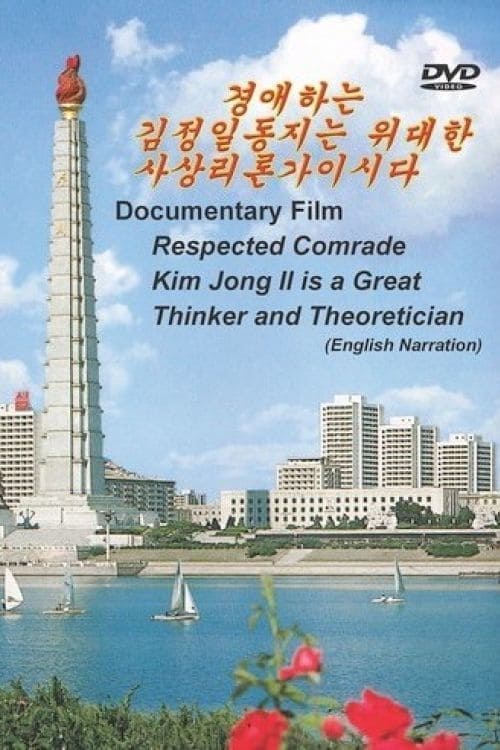 DVD
VIDEO
경애하는
김정일동지는 위대한
사상리론가이시다
Documentary Film
Respected Comrade
Kim Jong Il is a Great
Thinker and Theoretician
(English Narration)